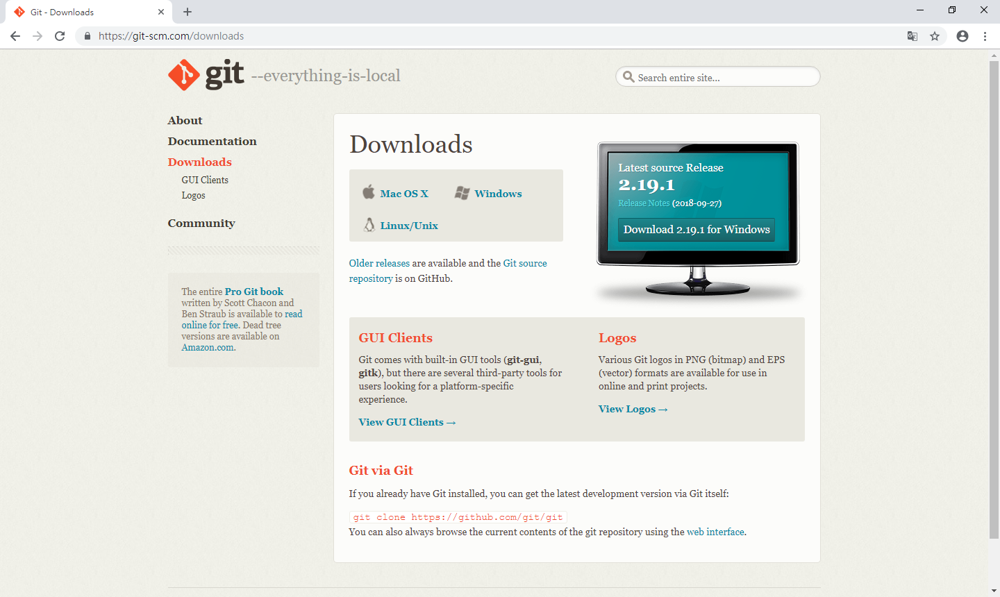 Git - Downloads
https://git-scm.com/downloads
git --everything-is-local
Search entire site...
About
Documentation
Downloads
GUI Clients
Logos
Community
The entire Pro Git book
written by Scott Chacon and
Ben Straub is available to read
online for free. Dead tree
versions are available on
Amazon.com.
Downloads
Mac OS X
Windows
Linux/Unix
Older releases are available and the Git source
repository is on GitHub.
Latest source Release
2.19.1
Release Notes (2018-09-27)
Download 2.19.1 for Windows
GUI Clients
Git comes with built-in GUI tools (git-gui,
gitk), but there are several third-party tools for
users looking for a platform-specific
experience.
View GUI Clients →
Logos
Various Git logos in PNG (bitmap) and EPS
(vector) formats are available for use in
online and print projects.
View Logos →
Git via Git
If you already have Git installed, you can get the latest development version via Git itself:
git clone https://github.com/git/git
You can also always browse the current contents of the git repository using the web interface.